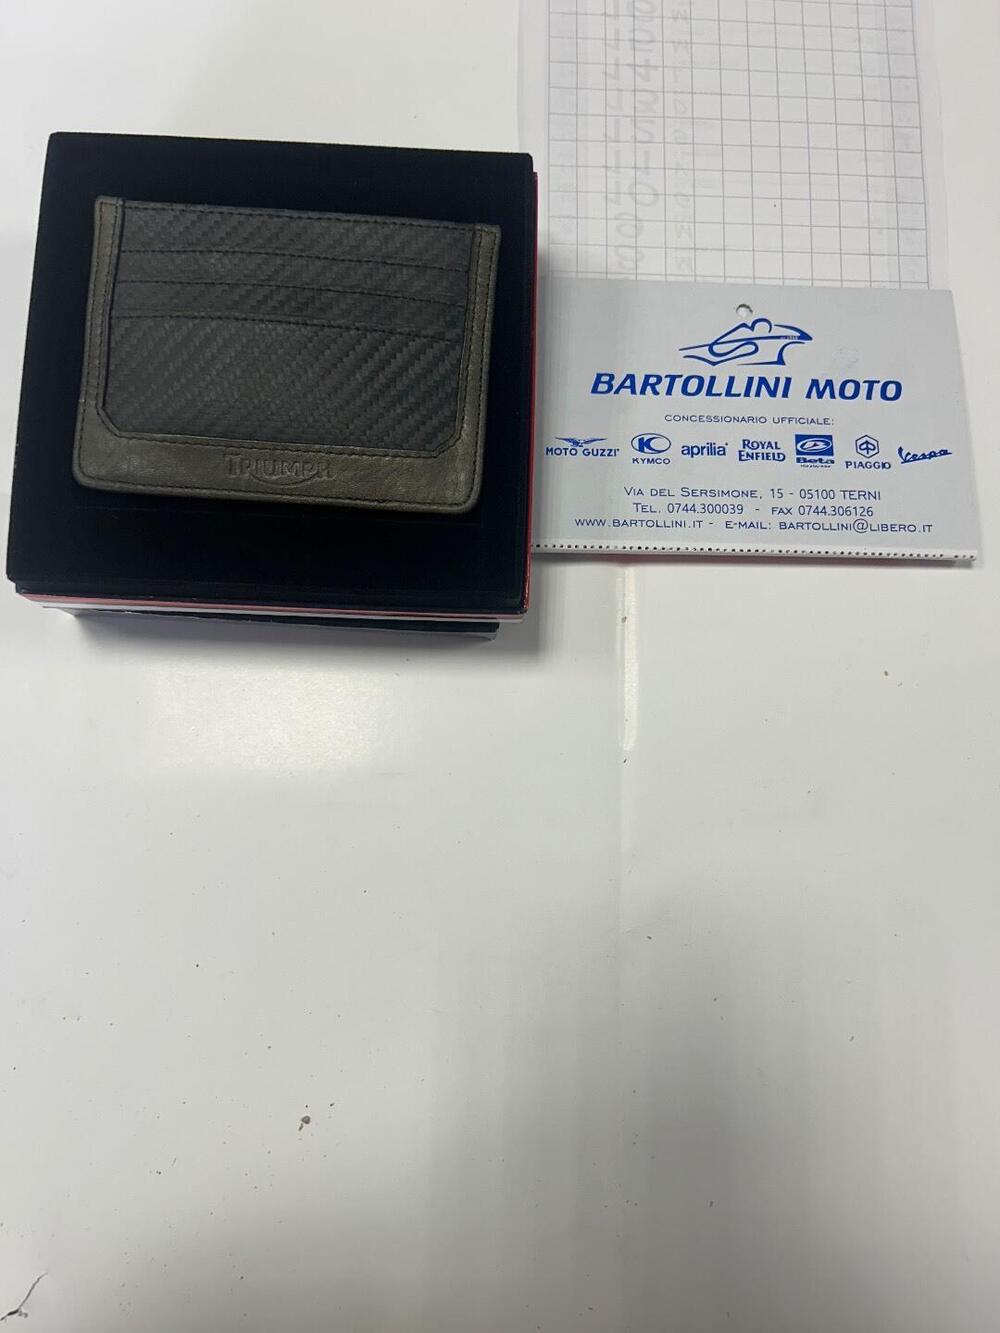 TRIUMPH
BARTOLLINI MOTO
CONCESSIONARIO UFFICIALE:
MOTO GUZZI
KYMCO
aprilia
ROYAL ENFIELD
Beta
PIAGGIO
Vespa
VIA DEL SERSIMONE, 15 - 05100 TERNI
TEL. 0744.300039 - FAX 0744.306126
WWW.BARTOLLINI.IT - E-MAIL: BARTOLLINI@LIBERO.IT